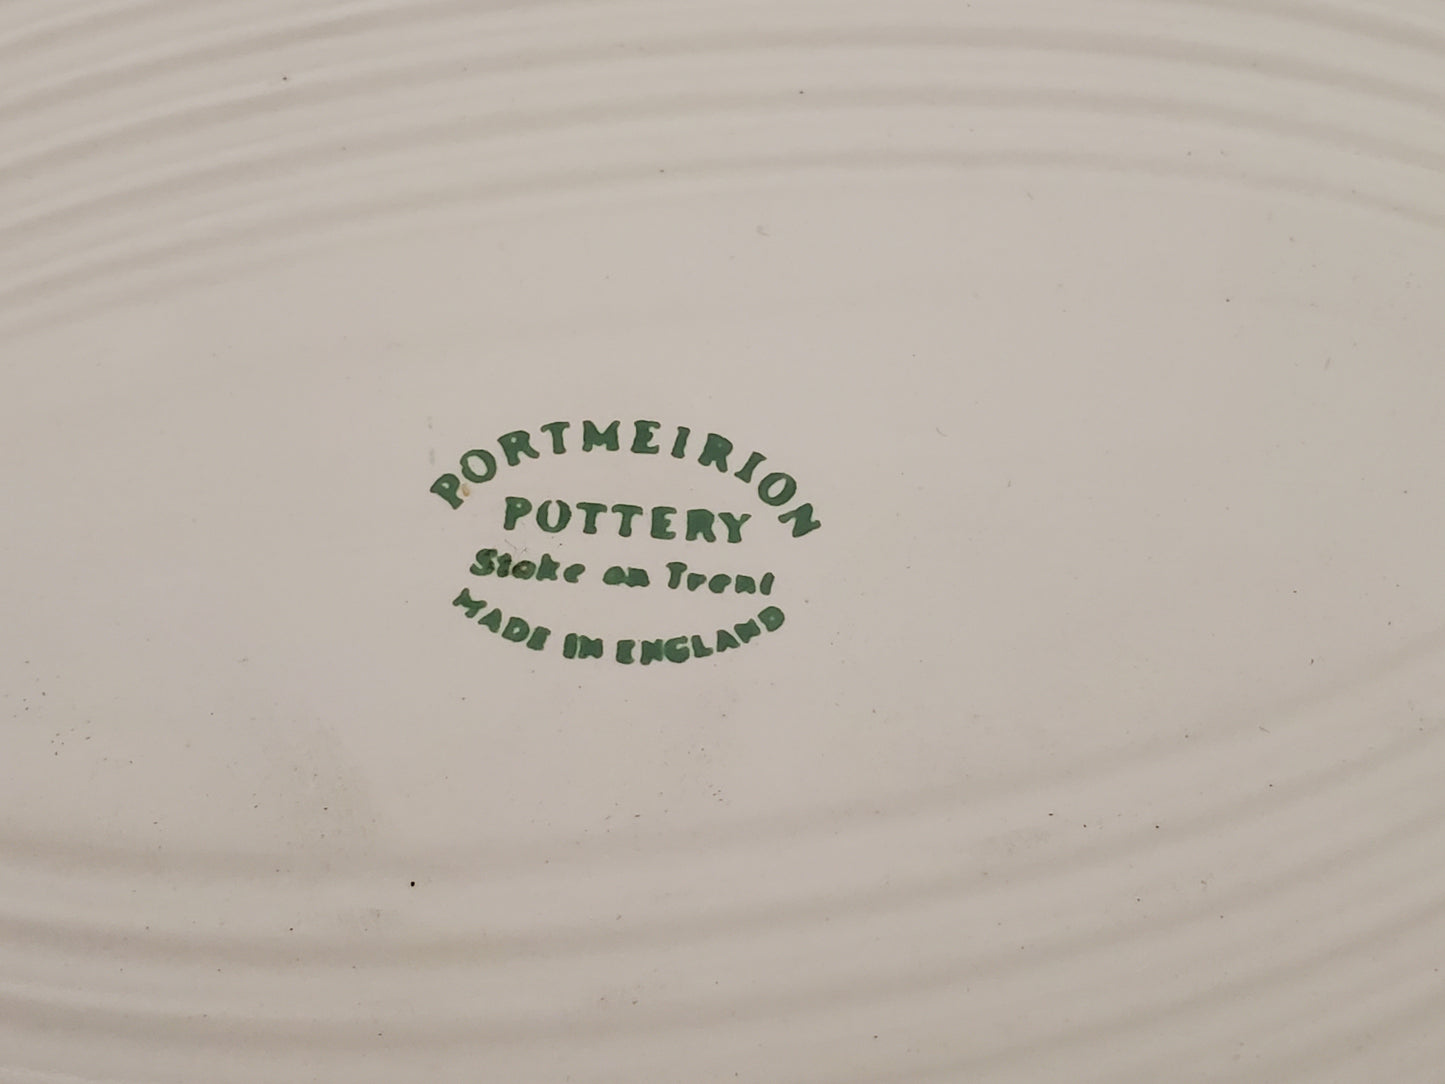 PORTMEIRION
POTTERY
Stoke on Trent
MADE IN ENGLAND